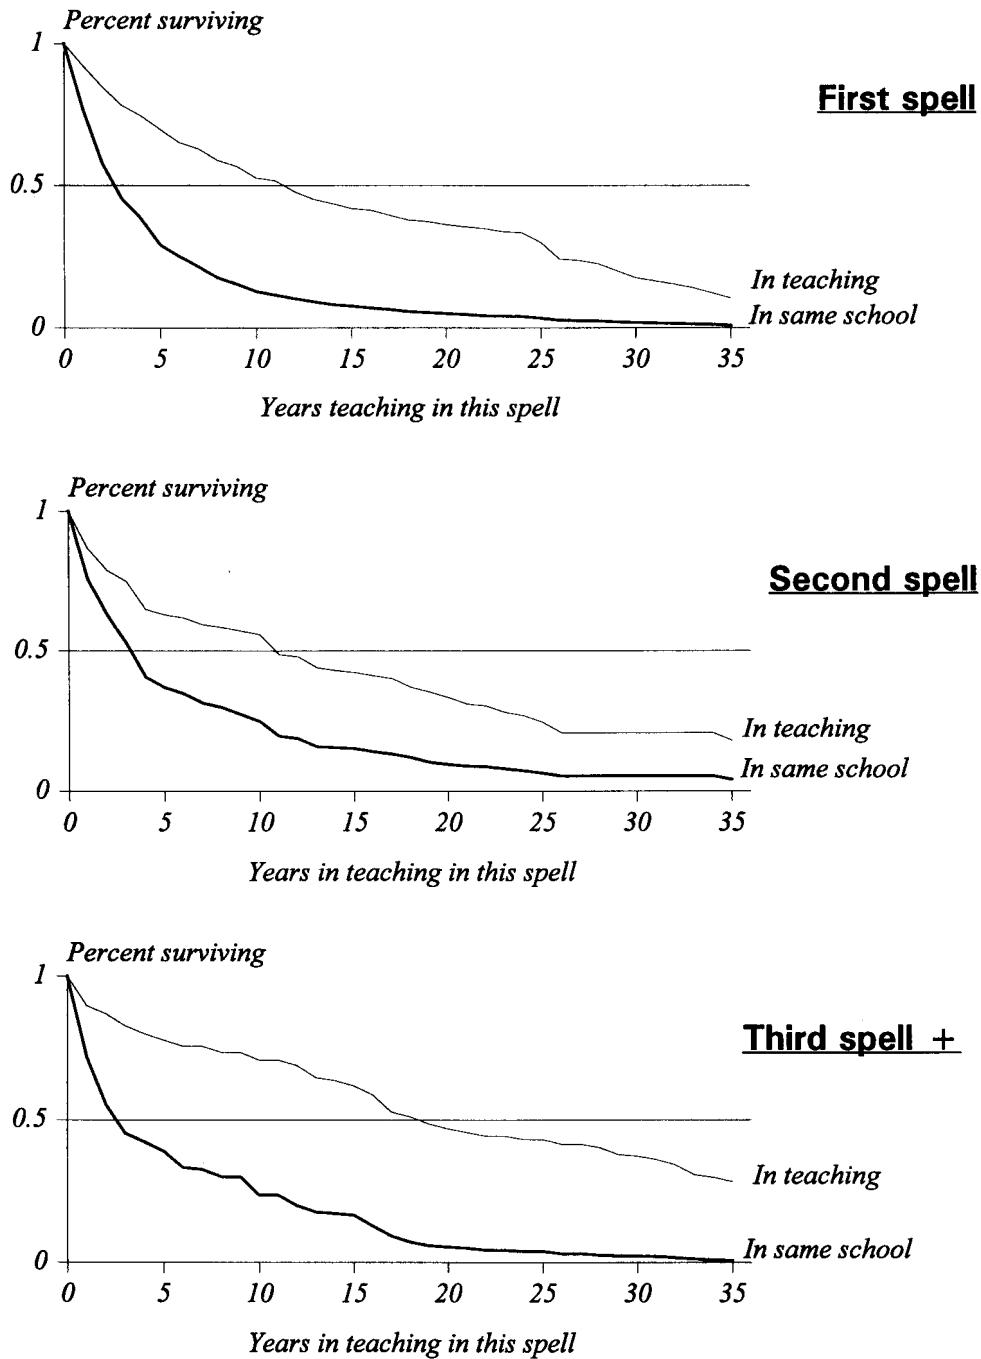 Percent surviving
1
First spell
0.5
In teaching
In same school
0
0 5 10 15 20 25 30 35
Years teaching in this spell
Percent surviving
1
Second spell
0.5
In teaching
In same school
0
0 5 10 15 20 25 30 35
Years in teaching in this spell
Percent surviving
1
Third spell +
0.5
In teaching
In same school
0
0 5 10 15 20 25 30 35
Years in teaching in this spell